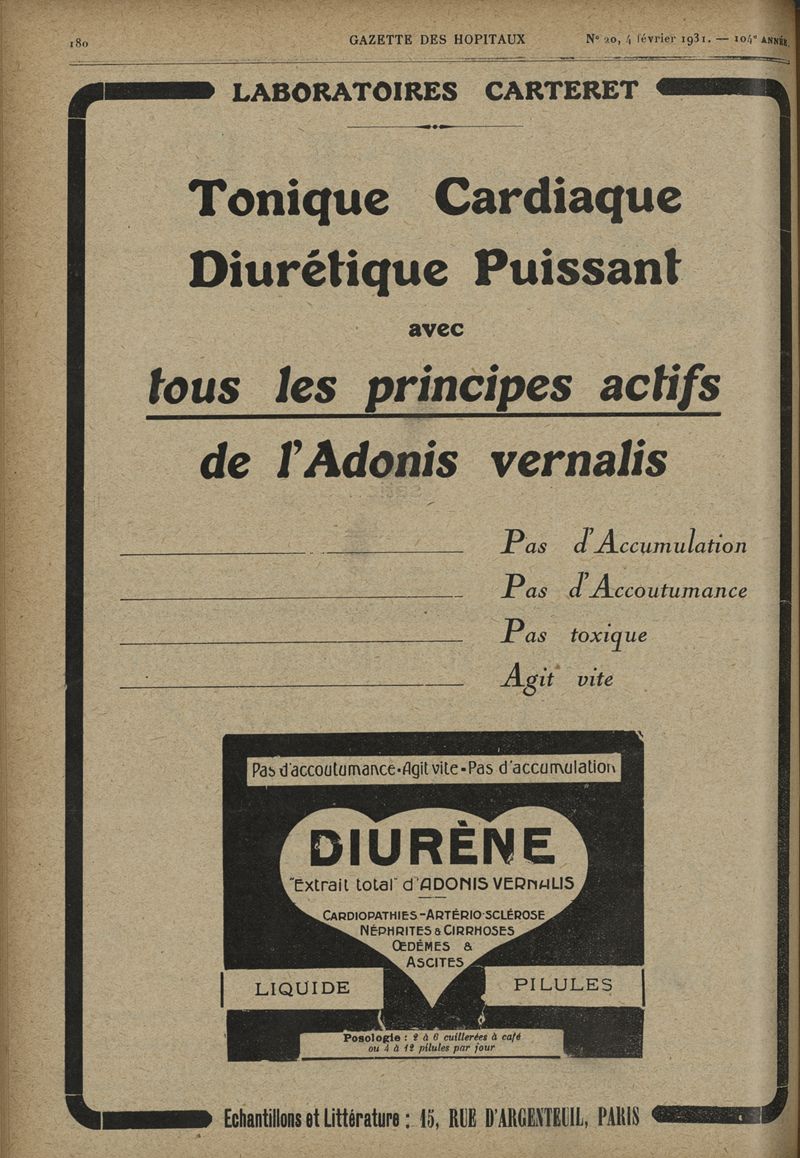 180 GAZETTE DES HOPITAUX Nº 20, 4 février 1931. — 104e ANNÉE.
LABORATOIRES CARTERET
Tonique Cardiaque
Diurétique Puissant
avec
tous les principes actifs
de l'Adonis vernalis
Pas d'Accumulation
Pas d'Accoutumance
Pas toxique
Agit vite
Pas d'accoutumance-Agit vite-Pas d'accumulation
DIURÈNE
"Extrait total" d'ADONIS VERNALIS
CARDIOPATHIES-ARTÉRIO-SCLÉROSE
NÉPHRITES & CIRRHOSES
ŒDÈMES &
ASCITES
LIQUIDE PILULES
Posologie : 2 à 6 cuillerées à café
ou 4 à 12 pilules par jour
Echantillons et Littérature : 15, RUE D'ARGENTEUIL, PARIS